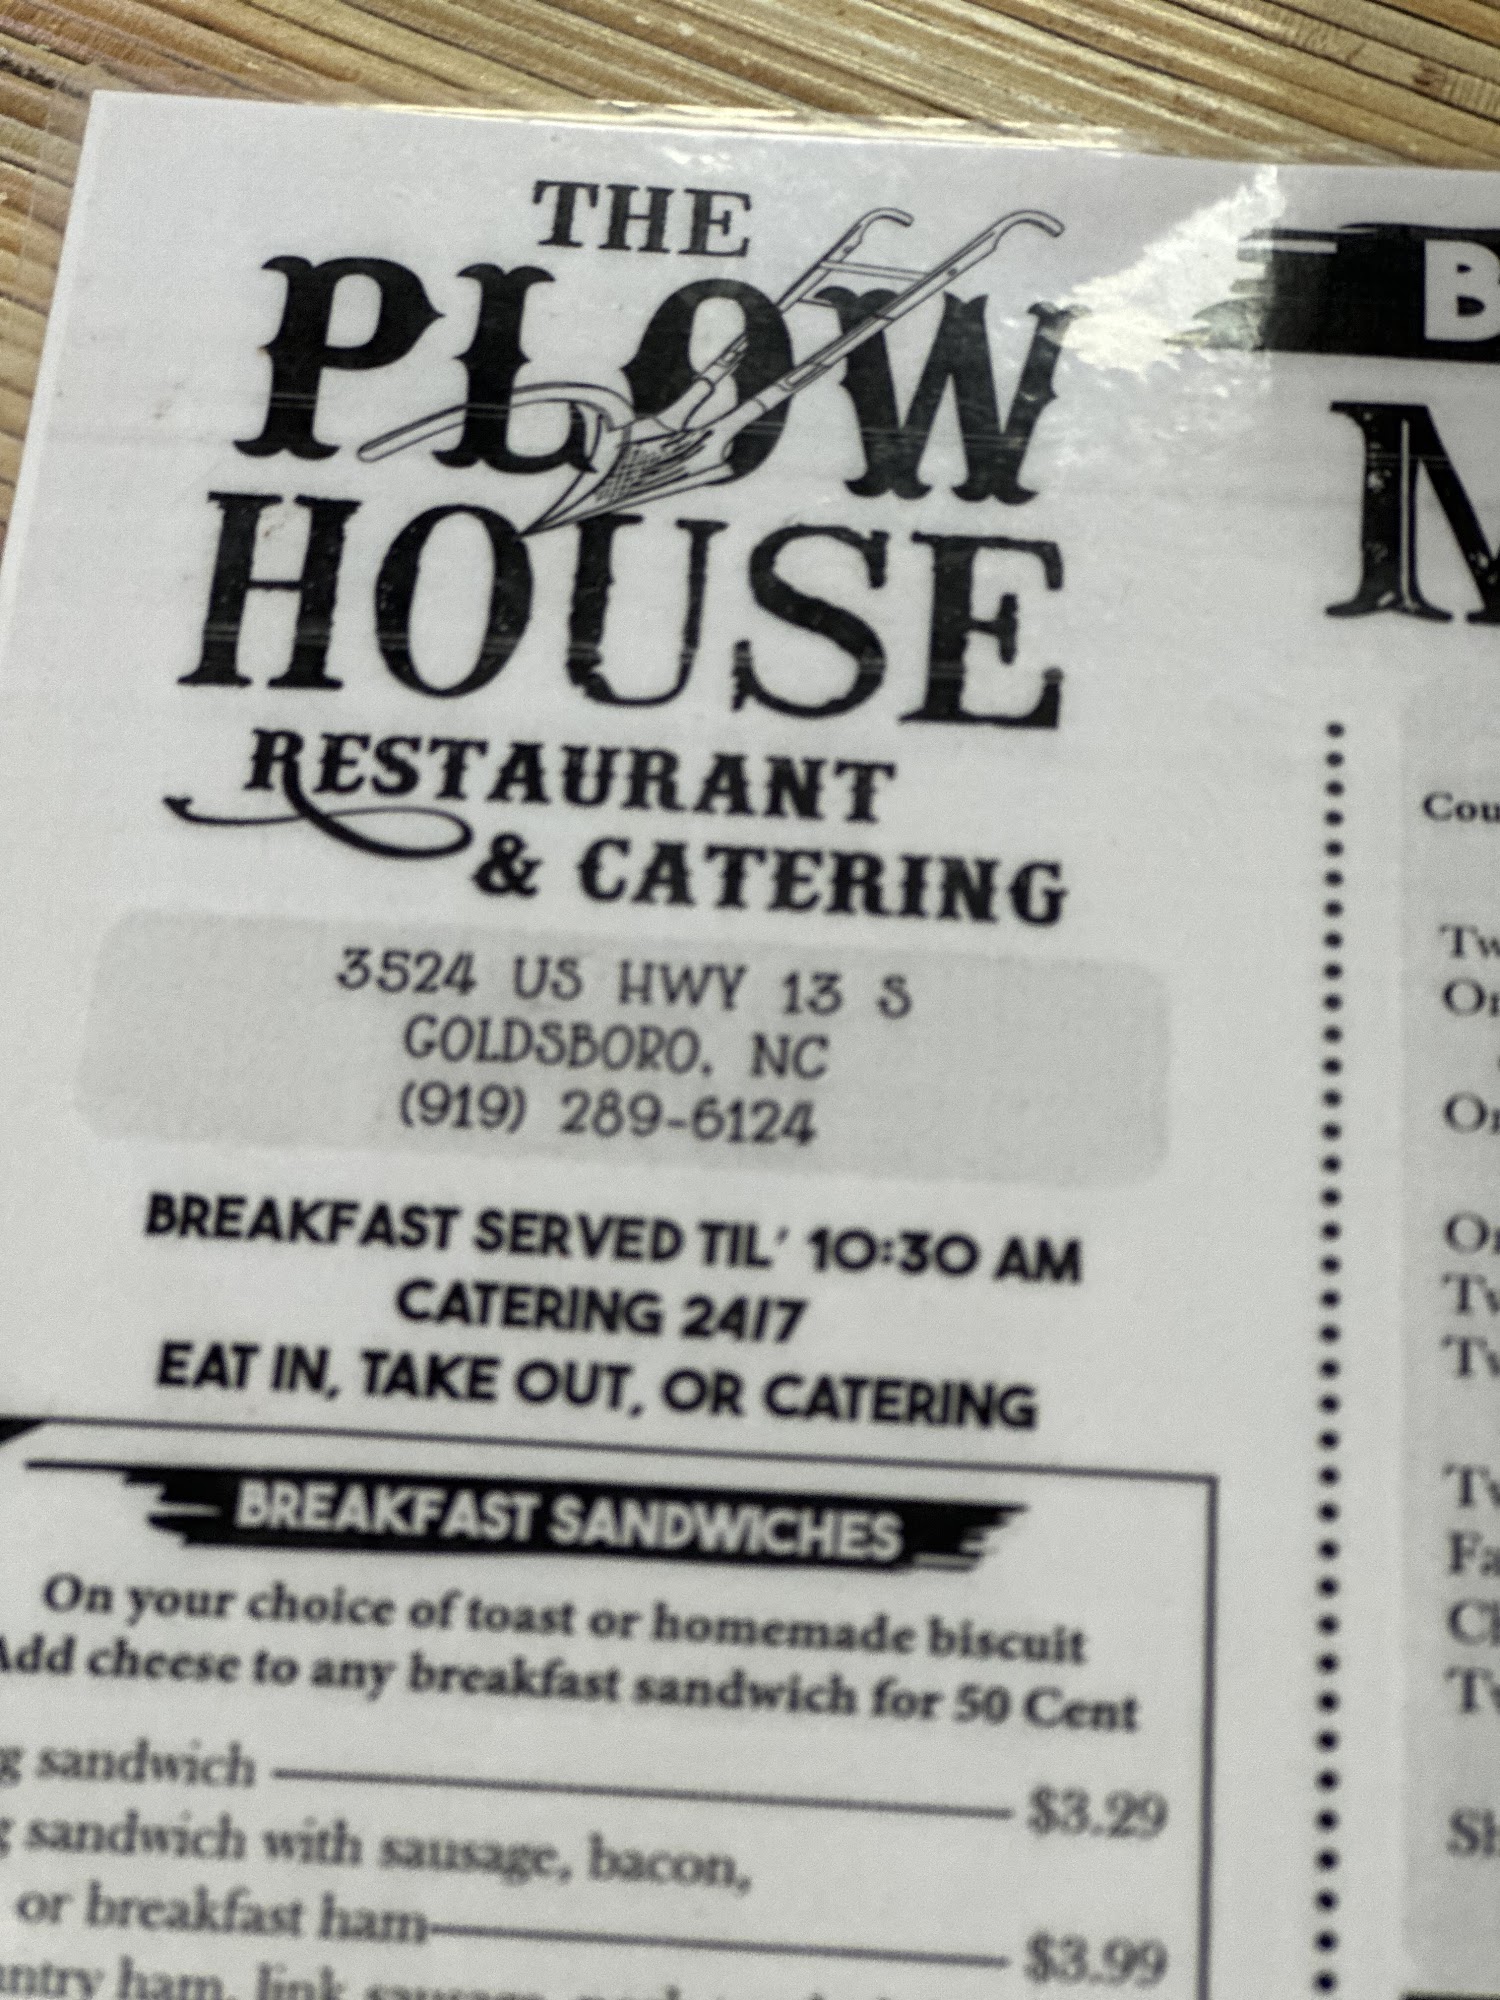 THE
PLOW
HOUSE
RESTAURANT
& CATERING
3524 US HWY 13 S
GOLDSBORO, NC
(919) 289-6124
BREAKFAST SERVED TIL' 10:30 AM
CATERING 24/7
EAT IN, TAKE OUT, OR CATERING
BREAKFAST SANDWICHES
On your choice of toast or homemade biscuit
Add cheese to any breakfast sandwich for 50 Cent
sandwich $3.29
sandwich with sausage, bacon,
or breakfast ham $3.99
ham, link sausage,